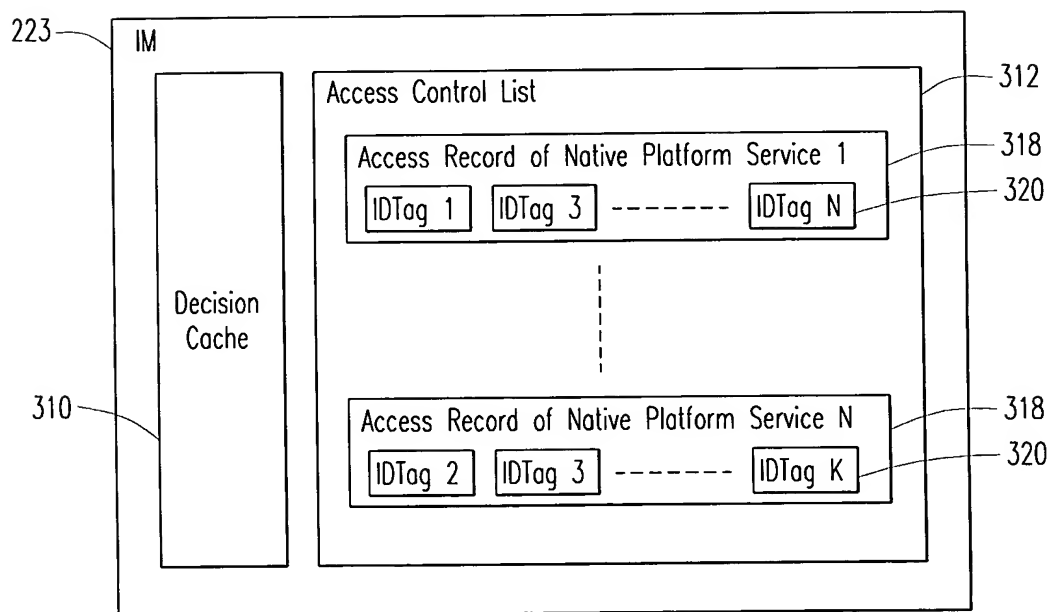 223
IM
312
Access Control List
Access Record of Native Platform Service 1
318
IDTag 1 IDTag 3 IDTag N
320
Decision
Cache
310
Access Record of Native Platform Service N
318
IDTag 2 IDTag 3 IDTag K
320